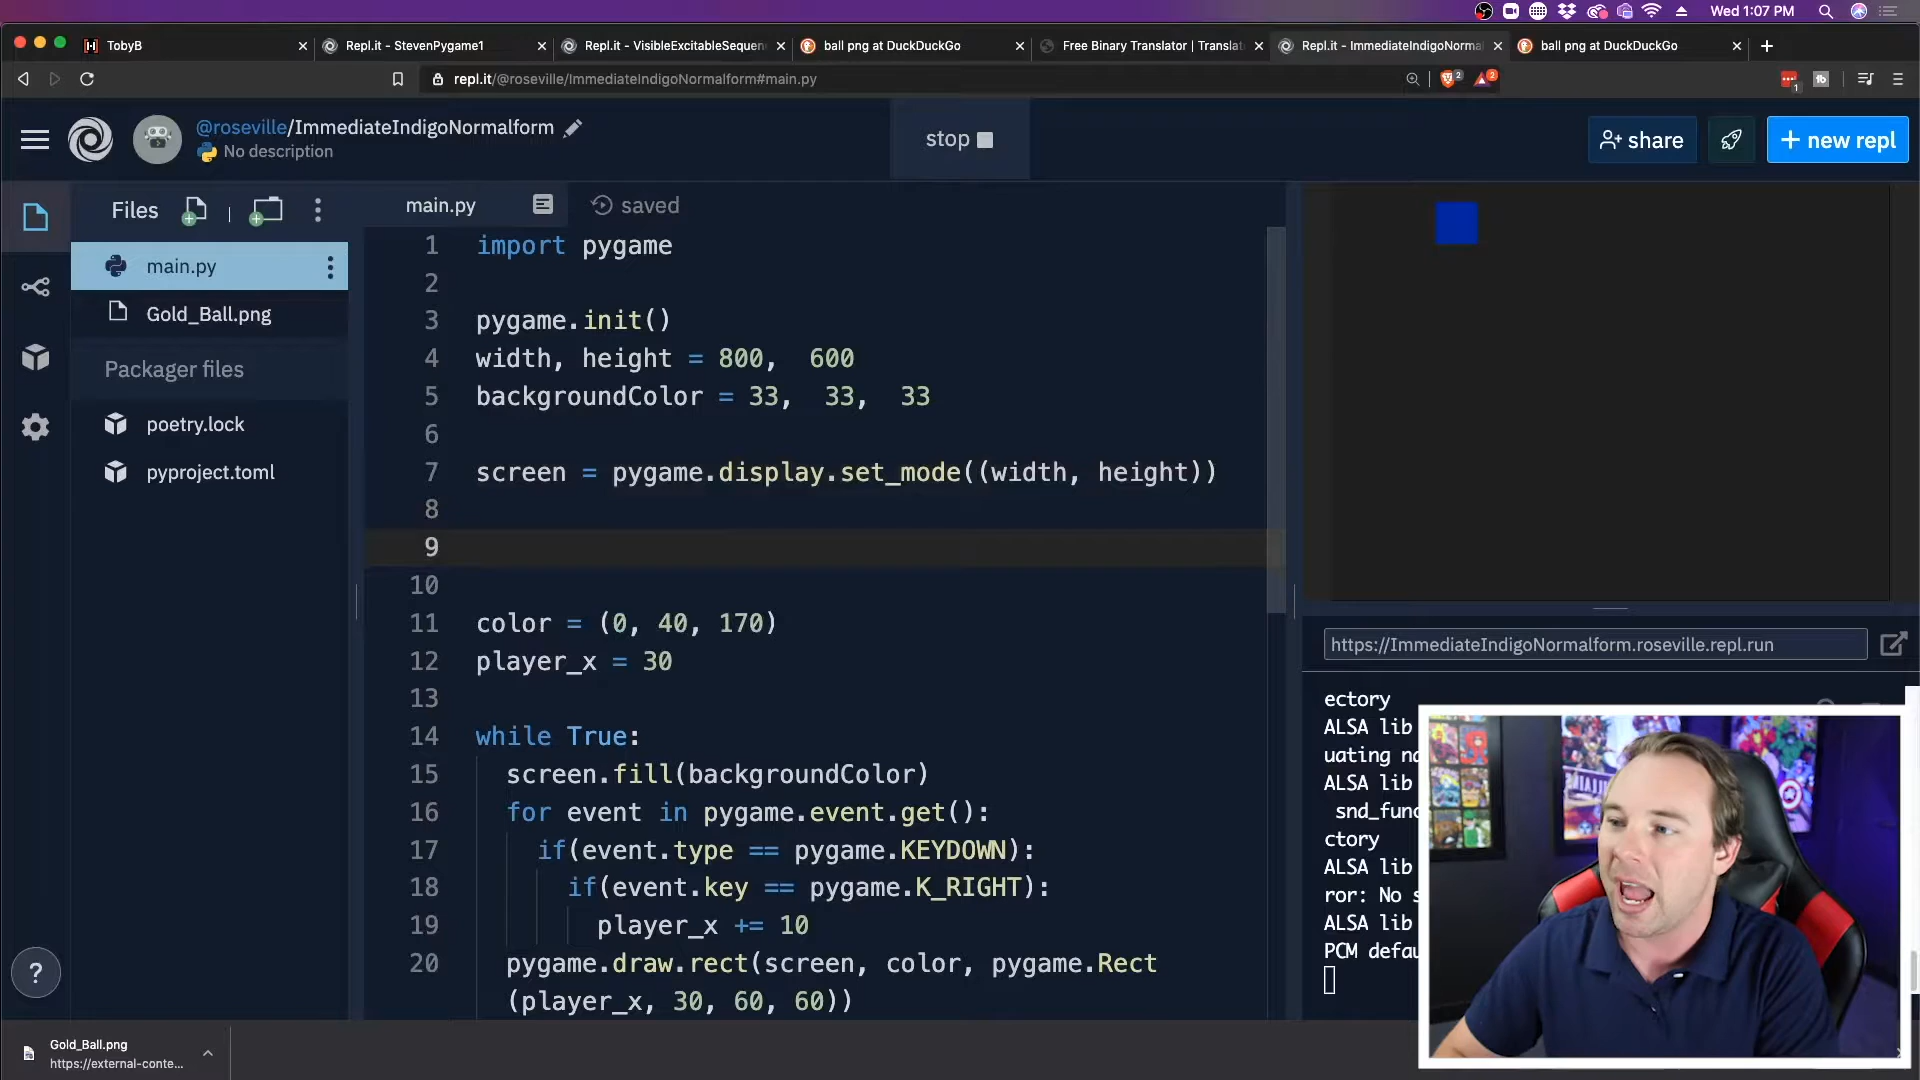 Wed 1:07 PM
TobyB
Repl.it - StevenPygame1
Repl.it - VisibleExcitableSequen
ball png at DuckDuckGo
Free Binary Translator | Translat
Repl.it - ImmediateIndigoNorma
ball png at DuckDuckGo
repl.it/@roseville/ImmediateIndigoNormalform#main.py
2
2
1
@roseville/ImmediateIndigoNormalform
No description
stop
share
+ new repl
Files
main.py
Gold_Ball.png
Packager files
poetry.lock
pyproject.toml
main.py
saved
1 import pygame
2
3 pygame.init()
4 width, height = 800, 600
5 backgroundColor = 33, 33, 33
6
7 screen = pygame.display.set_mode((width, height))
8
9
10
11 color = (0, 40, 170)
12 player_x = 30
13
14 while True:
15 screen.fill(backgroundColor)
16 for event in pygame.event.get():
17 if(event.type == pygame.KEYDOWN):
18 if(event.key == pygame.K_RIGHT):
19 player_x += 10
20 pygame.draw.rect(screen, color, pygame.Rect
(player_x, 30, 60, 60))
https://ImmediateIndigoNormalform.roseville.repl.run
ectory
ALSA lib
uating na
ALSA lib
snd_func
ctory
ALSA lib
ror: No s
ALSA lib
PCM defau
?
Gold_Ball.png
https://external-conte...